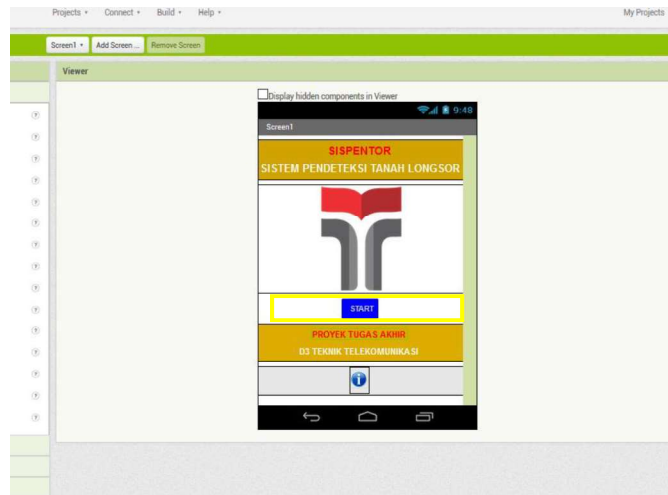 Projects Connect Build Help My Projects
Screen1 Add Screen ... Remove Screen
Viewer
Display hidden components in Viewer
9:48
Screen1
SISPENTOR
SISTEM PENDETEKSI TANAH LONGSOR
START
PROYEK TUGAS AKHIR
D3 TEKNIK TELEKOMUNIKASI